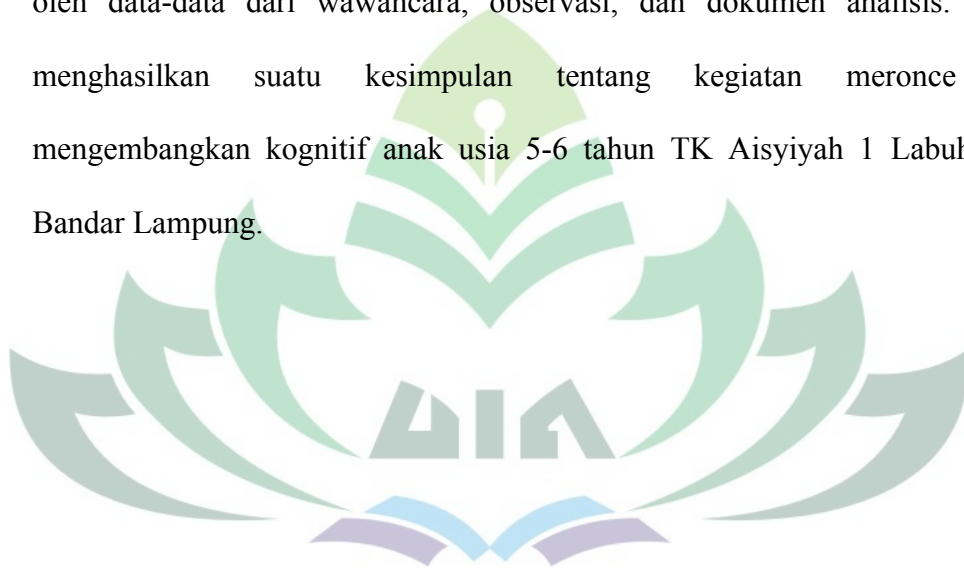 oleh data-data dari wawancara, observasi, dan dokumen analisis.
menghasilkan suatu kesimpulan tentang kegiatan meronce
mengembangkan kognitif anak usia 5-6 tahun TK Aisyiyah 1
Bandar Lampung.
UIN